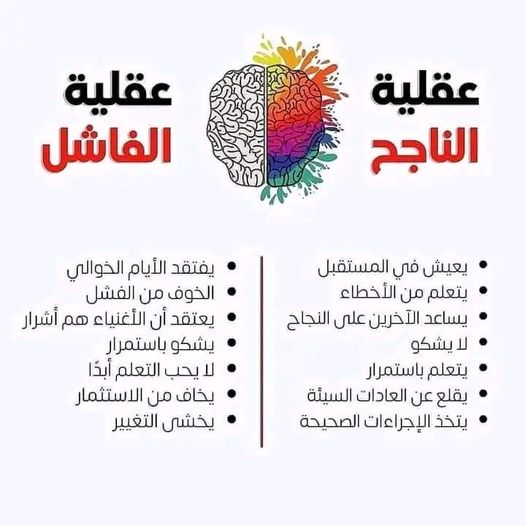 عقلية
الناجح
عقلية
الفاشل
• يعيش في المستقبل
• يتعلم من الأخطاء
• يساعد الآخرين على النجاح
• لا يشكو
• يتعلم باستمرار
• يقلع عن العادات السيئة
• يتخذ الإجراءات الصحيحة
• يفتقد الأيام الخوالي
• الخوف من الفشل
• يعتقد أن الأغنياء هم أشرار
• يشكو باستمرار
• لا يحب التعلم أبدًا
• يخاف من الاستثمار
• يخشى التغيير